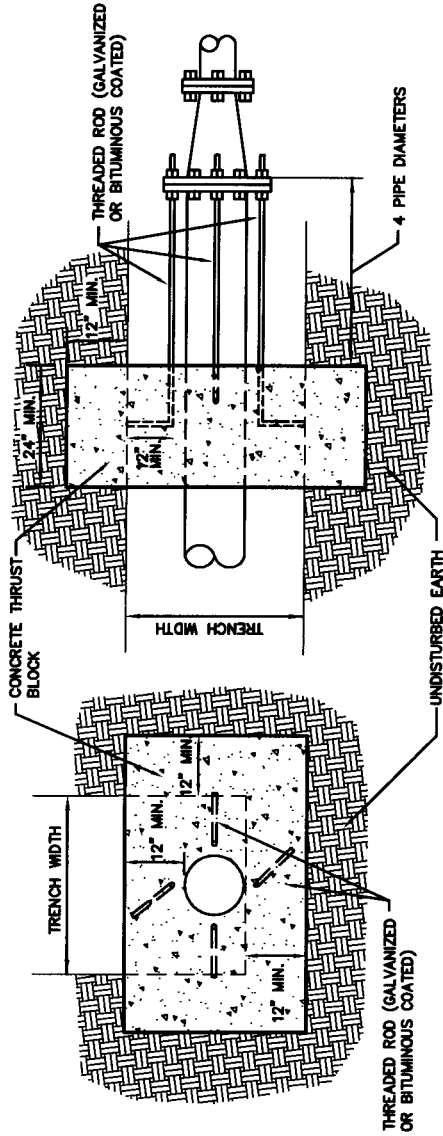 THREADED ROD (GALVANIZED
OR BITUMINOUS COATED)
12" MIN.
24" MIN.
12"
MIN.
4 PIPE DIAMETERS
CONCRETE THRUST
BLOCK
TRENCH WIDTH
UNDISTURBED EARTH
TRENCH WIDTH
12" MIN.
12" MIN.
12" MIN.
THREADED ROD (GALVANIZED
OR BITUMINOUS COATED)